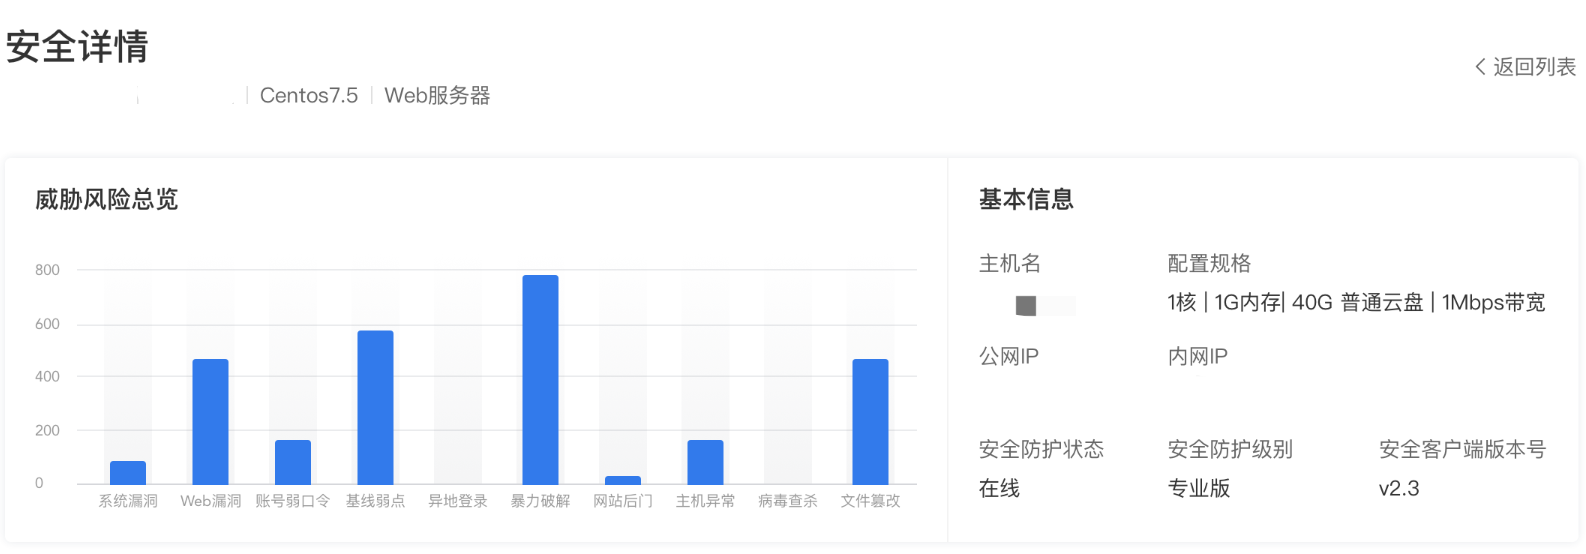 安全详情
返回列表
Centos7.5
Web服务器
威胁风险总览
800
600
400
200
0
系统漏洞
Web漏洞
账号弱口令
基线弱点
异地登录
暴力破解
网站后门
主机异常
病毒查杀
文件篡改
基本信息
主机名
配置规格
1核 | 1G内存| 40G 普通云盘 | 1Mbps带宽
公网IP
内网IP
安全防护状态
安全防护级别
安全客户端版本号
在线
专业版
v2.3